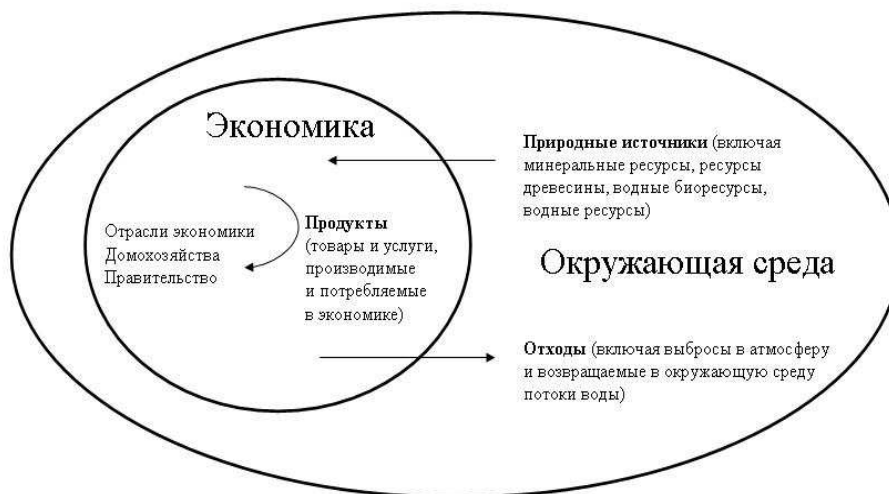 Экономика
Отрасли экономики
Домохозяйства
Правительство
Продукты
(товары и услуги,
производимые
и потребляемые
в экономике)
Природные источники (включая
минеральные ресурсы, ресурсы
древесины, водные биоресурсы,
водные ресурсы)
Окружающая среда
Отходы (включая выбросы в атмосферу
и возвращаемые в окружающую среду
потоки воды)